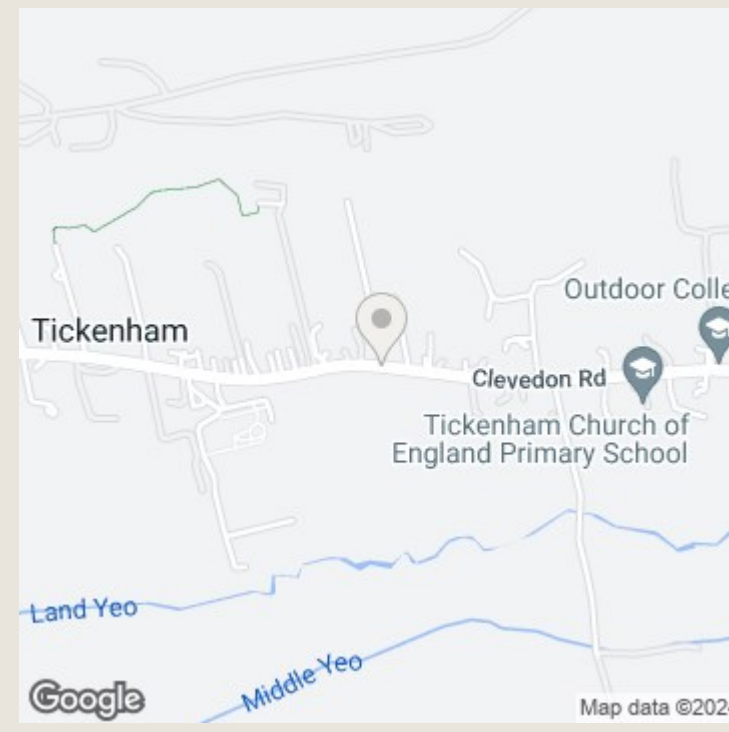 Outdoor Colle
Tickenham
Clevedon Rd
Tickenham Church of
England Primary School
Land Yeo
Middle Yeo
Google
Map data ©2024